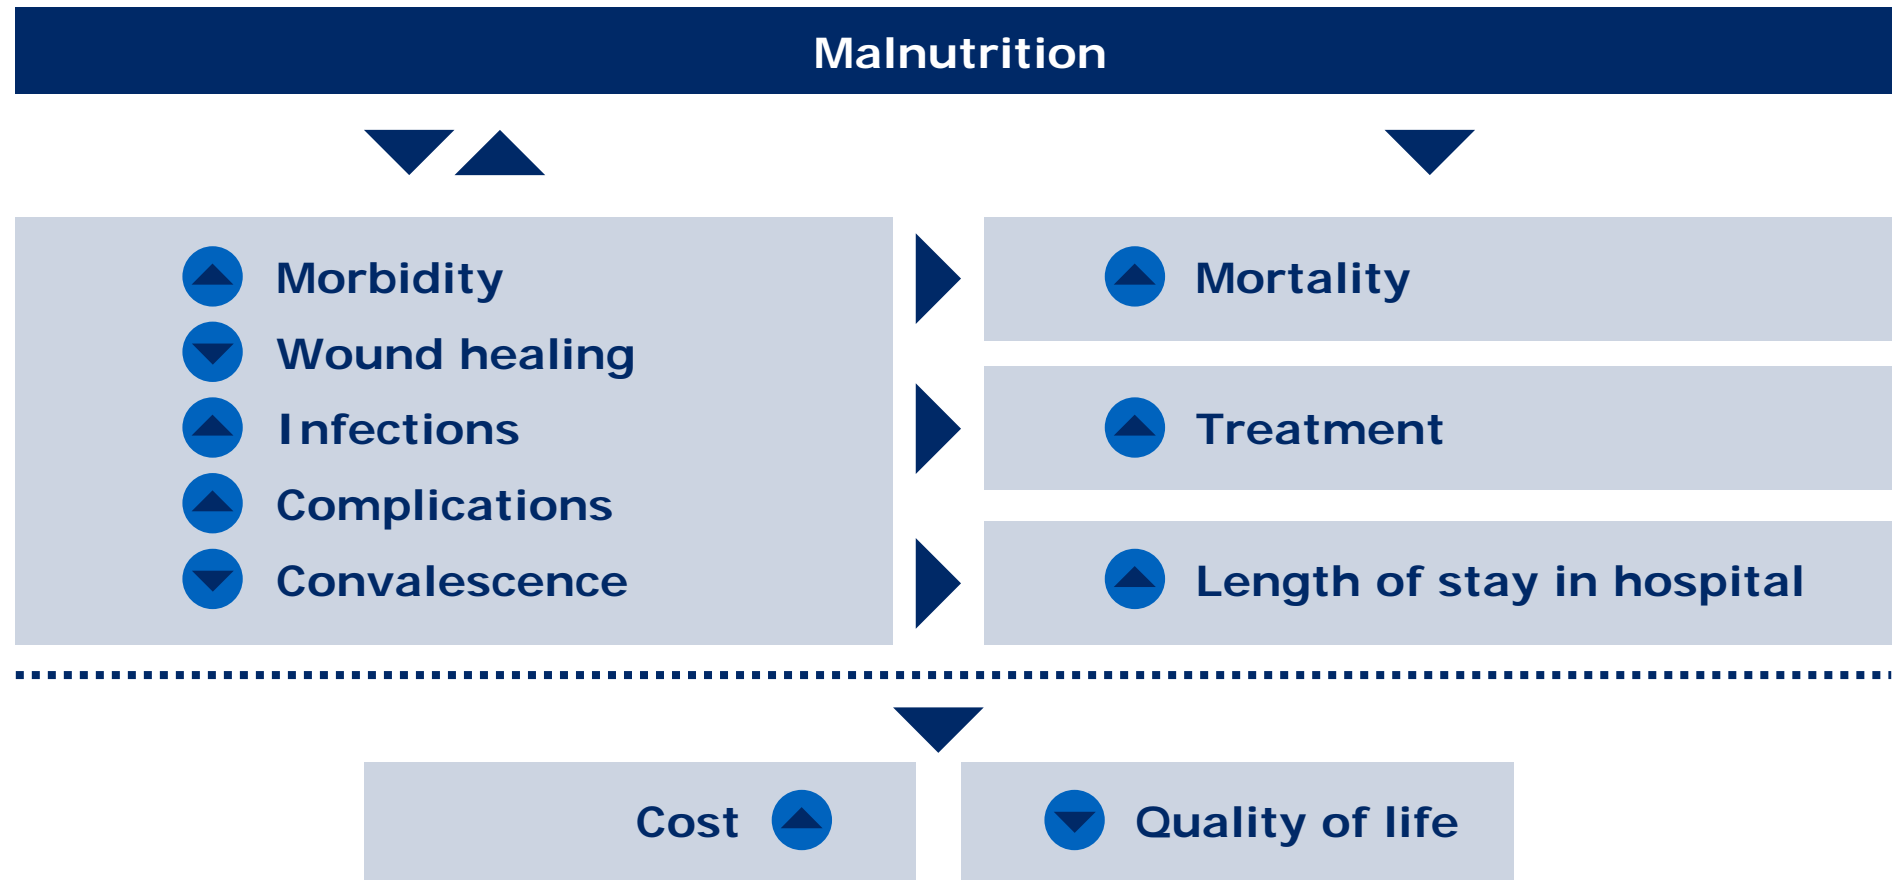 Malnutrition
Morbidity
Wound healing
Infections
Complications
Convalescence
Mortality
Treatment
Length of stay in hospital
Cost
Quality of life